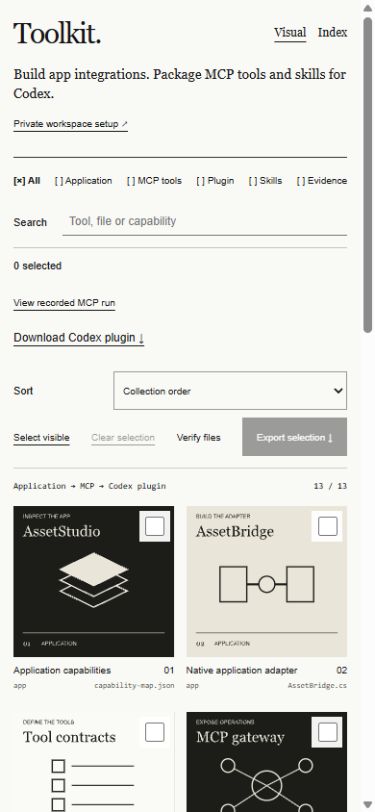 Toolkit.
Visual Index
Build app integrations. Package MCP tools and skills for
Codex.
Private workspace setup ↗
[×] All [ ] Application [ ] MCP tools [ ] Plugin [ ] Skills [ ] Evidence
Search Tool, file or capability
0 selected
View recorded MCP run
Download Codex plugin ↓
Sort Collection order
Select visible Clear selection Verify files Export selection ↓
Application → MCP → Codex plugin 13 / 13
INSPECT THE APP
AssetStudio
01 APPLICATION
Application capabilities 01
app capability-map.json
BUILD THE ADAPTER
AssetBridge
02 APPLICATION
Native application adapter 02
app AssetBridge.cs
DEFINE THE TOOLS
Tool contracts
EXPOSE OPERATIONS
MCP gateway